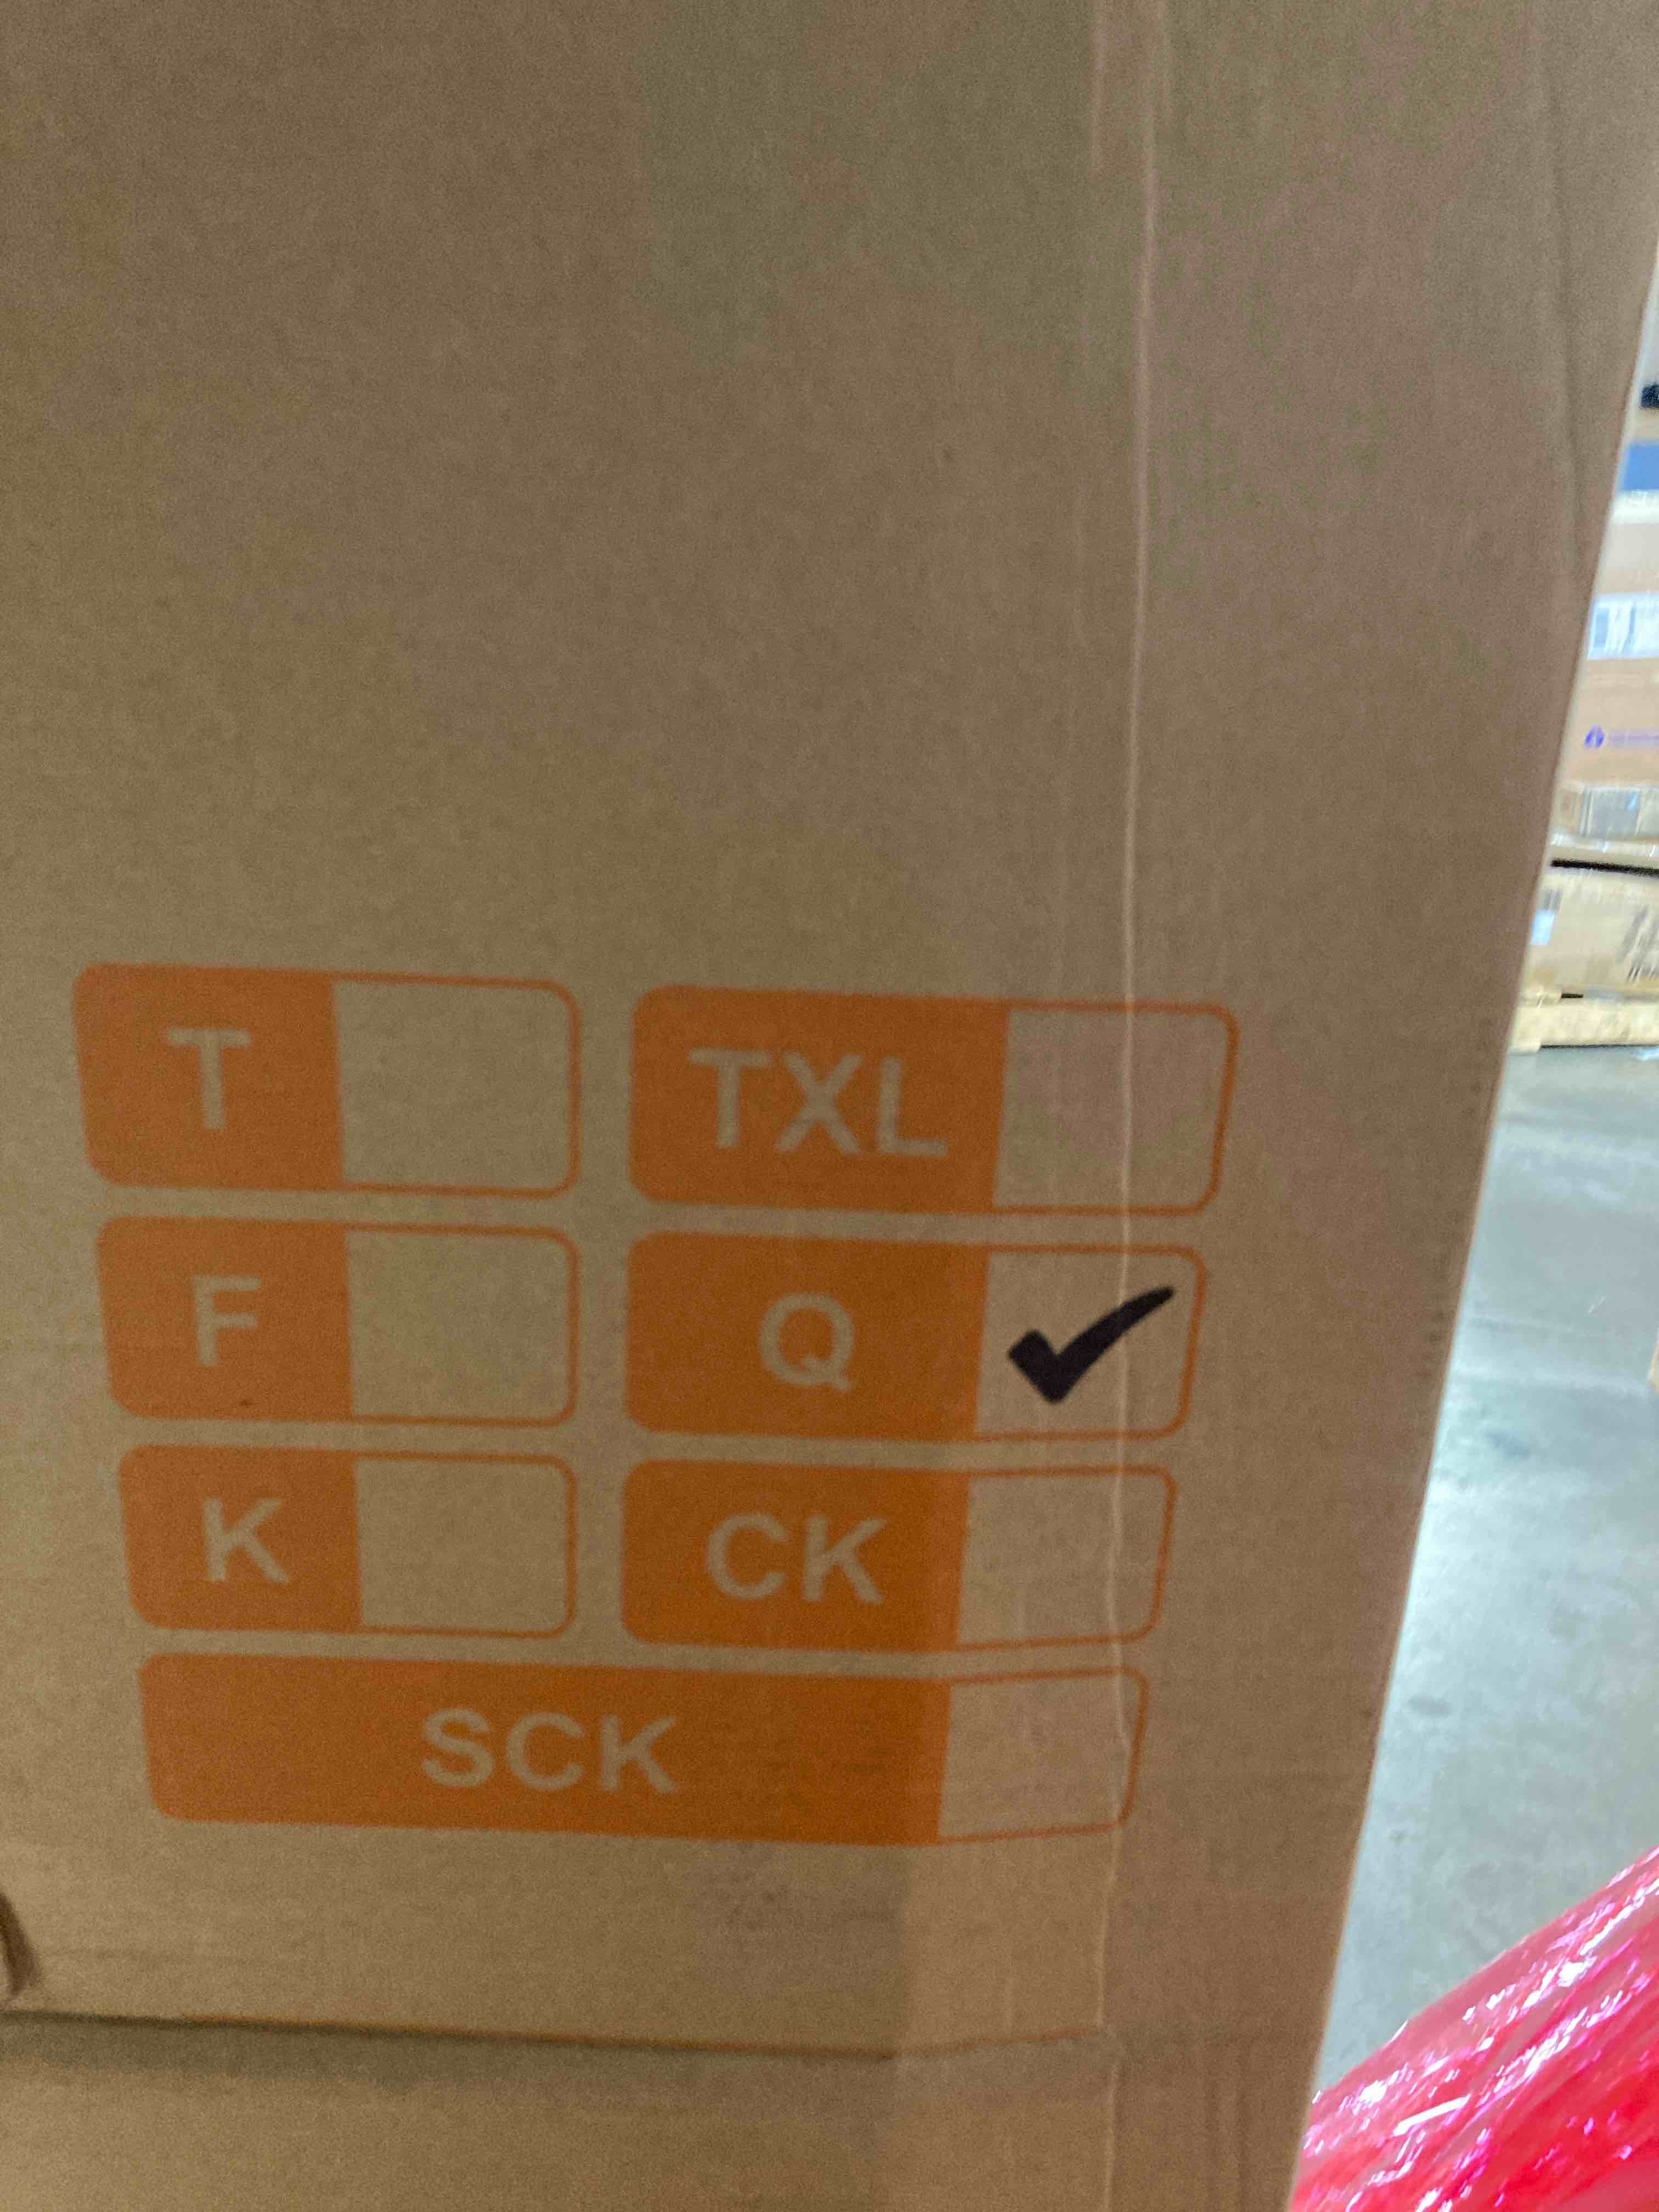 T TXL
F Q ✓
K CK
SCK